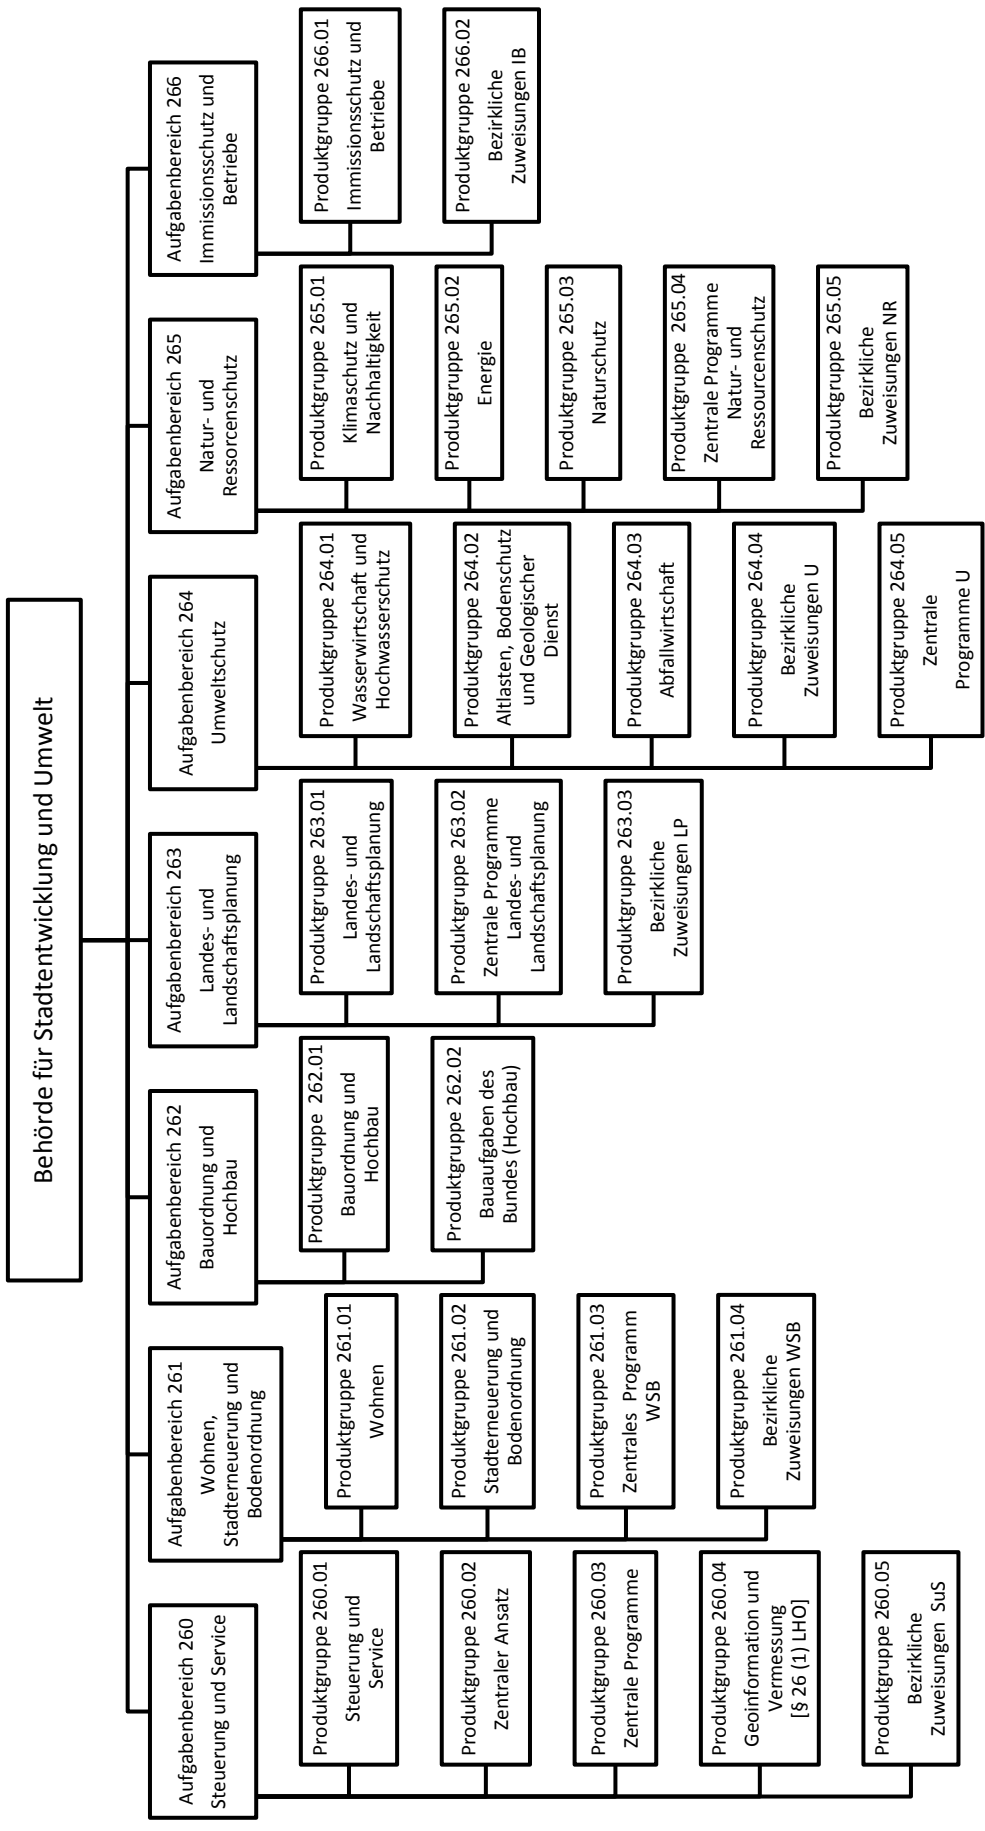 Behörde für Stadtentwicklung und Umwelt
Aufgabenbereich 260
Steuerung und Service
Produktgruppe 260.01
Steuerung und
Service
Produktgruppe 260.02
Zentraler Ansatz
Produktgruppe 260.03
Zentrale Programme
Produktgruppe 260.04
Geoinformation und
Vermessung
[§ 26 (1) LHO]
Produktgruppe 260.05
Bezirkliche
Zuweisungen SuS
Aufgabenbereich 261
Wohnen,
Stadterneuerung und
Bodenordnung
Produktgruppe 261.01
Wohnen
Produktgruppe 261.02
Stadterneuerung und
Bodenordnung
Produktgruppe 261.03
Zentrales Programm
WSB
Produktgruppe 261.04
Bezirkliche
Zuweisungen WSB
Aufgabenbereich 262
Bauordnung und
Hochbau
Produktgruppe 262.01
Bauordnung und
Hochbau
Produktgruppe 262.02
Bauaufgaben des
Bundes (Hochbau)
Aufgabenbereich 263
Landes- und
Landschaftsplanung
Produktgruppe 263.01
Landes- und
Landschaftsplanung
Produktgruppe 263.02
Zentrale Programme
Landes- und
Landschaftsplanung
Produktgruppe 263.03
Bezirkliche
Zuweisungen LP
Aufgabenbereich 264
Umweltschutz
Produktgruppe 264.01
Wasserwirtschaft und
Hochwasserschutz
Produktgruppe 264.02
Altlasten, Bodenschutz
und Geologischer
Dienst
Produktgruppe 264.03
Abfallwirtschaft
Produktgruppe 264.04
Bezirkliche
Zuweisungen U
Produktgruppe 264.05
Zentrale
Programme U
Aufgabenbereich 265
Natur- und
Ressorcenschutz
Produktgruppe 265.01
Klimaschutz und
Nachhaltigkeit
Produktgruppe 265.02
Energie
Produktgruppe 265.03
Naturschutz
Produktgruppe 265.04
Zentrale Programme
Natur- und
Ressourcenschutz
Produktgruppe 265.05
Bezirkliche
Zuweisungen NR
Aufgabenbereich 266
Immissionsschutz und
Betriebe
Produktgruppe 266.01
Immissionsschutz und
Betriebe
Produktgruppe 266.02
Bezirkliche
Zuweisungen IB